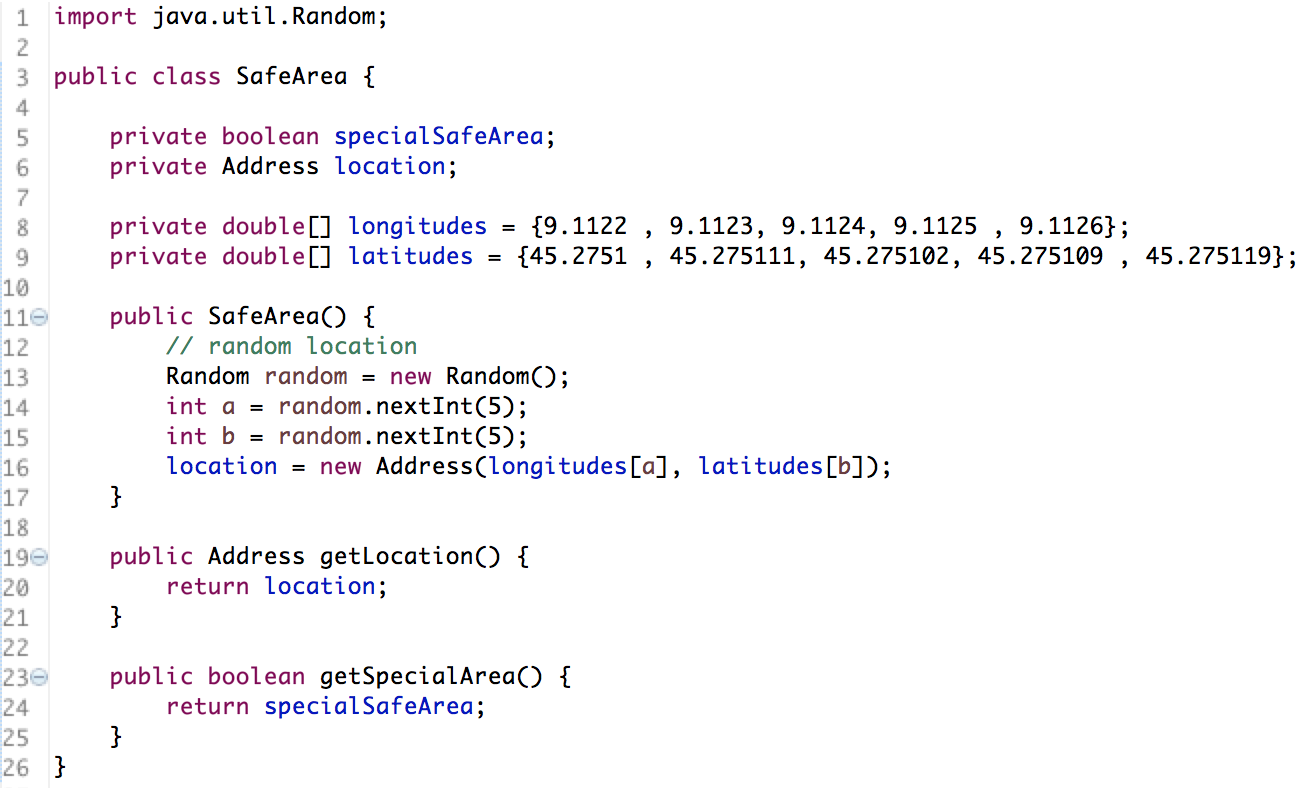 1 import java.util.Random;
2
3 public class SafeArea {
4
5     private boolean specialSafeArea;
6     private Address location;
7
8     private double[] longitudes = {9.1122 , 9.1123, 9.1124, 9.1125 , 9.1126};
9     private double[] latitudes = {45.2751 , 45.275111, 45.275102, 45.275109 , 45.275119};
10
11     public SafeArea() {
12         // random location
13         Random random = new Random();
14         int a = random.nextInt(5);
15         int b = random.nextInt(5);
16         location = new Address(longitudes[a], latitudes[b]);
17     }
18
19     public Address getLocation() {
20         return location;
21     }
22
23     public boolean getSpecialArea() {
24         return specialSafeArea;
25     }
26 }